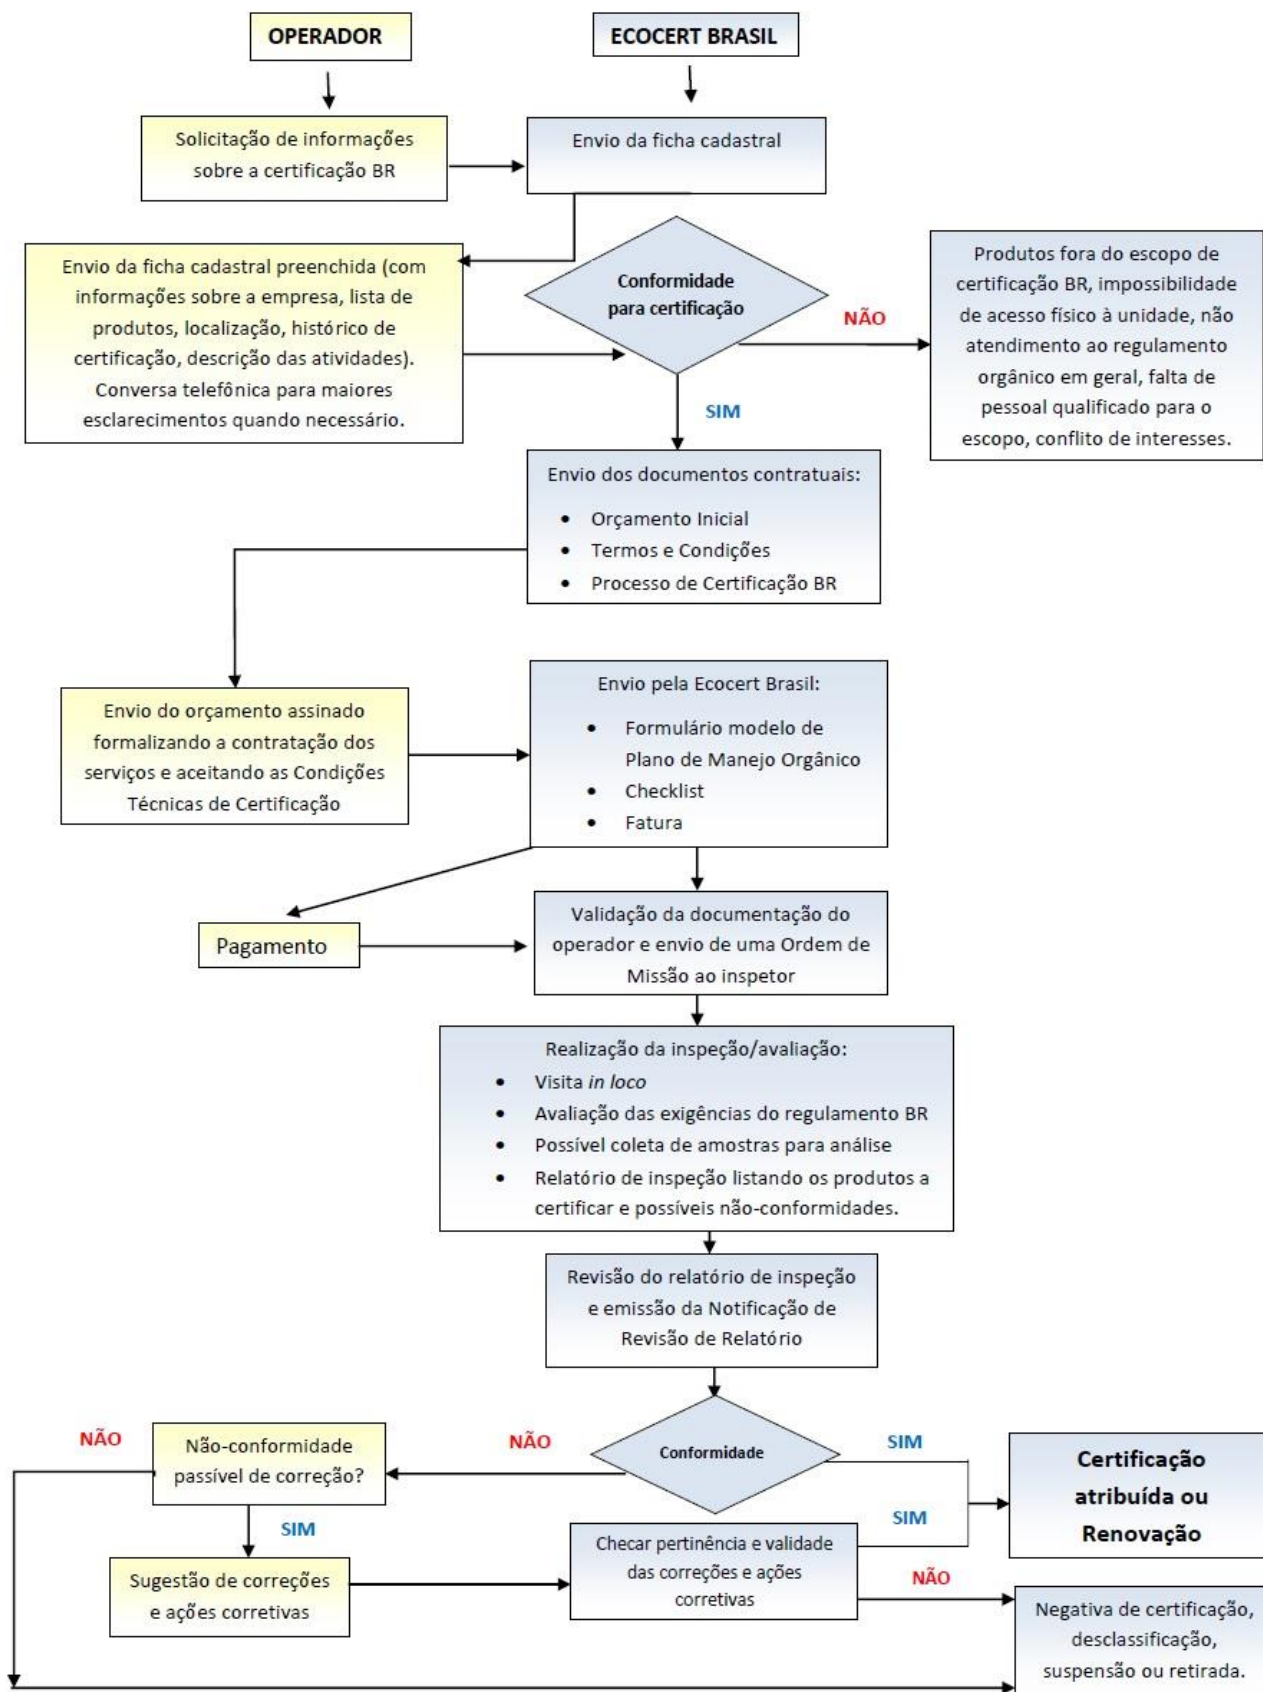 OPERADOR
ECOCERT BRASIL
Solicitação de informações
sobre a certificação BR
Envio da ficha cadastral
Envio da ficha cadastral preenchida (com
informações sobre a empresa, lista de
produtos, localização, histórico de
certificação, descrição das atividades).
Conversa telefônica para maiores
esclarecimentos quando necessário.
Conformidade
para certificação
NÃO
Produtos fora do escopo de
certificação BR, impossibilidade
de acesso físico à unidade, não
atendimento ao regulamento
orgânico em geral, falta de
pessoal qualificado para o
escopo, conflito de interesses.
SIM
Envio dos documentos contratuais:
• Orçamento Inicial
• Termos e Condições
• Processo de Certificação BR
Envio do orçamento assinado
formalizando a contratação dos
serviços e aceitando as Condições
Técnicas de Certificação
Envio pela Ecocert Brasil:
• Formulário modelo de
Plano de Manejo Orgânico
• Checklist
• Fatura
Pagamento
Validação da documentação do
operador e envio de uma Ordem de
Missão ao inspetor
Realização da inspeção/avaliação:
• Visita in loco
• Avaliação das exigências do regulamento BR
• Possível coleta de amostras para análise
• Relatório de inspeção listando os produtos a
certificar e possíveis não-conformidades.
Revisão do relatório de inspeção
e emissão da Notificação de
Revisão de Relatório
Conformidade
NÃO
SIM
Não-conformidade
passível de correção?
NÃO
SIM
Sugestão de correções
e ações corretivas
Checar pertinência e validade
das correções e ações
corretivas
SIM
NÃO
Certificação
atribuída ou
Renovação
Negativa de certificação,
desclassificação,
suspensão ou retirada.